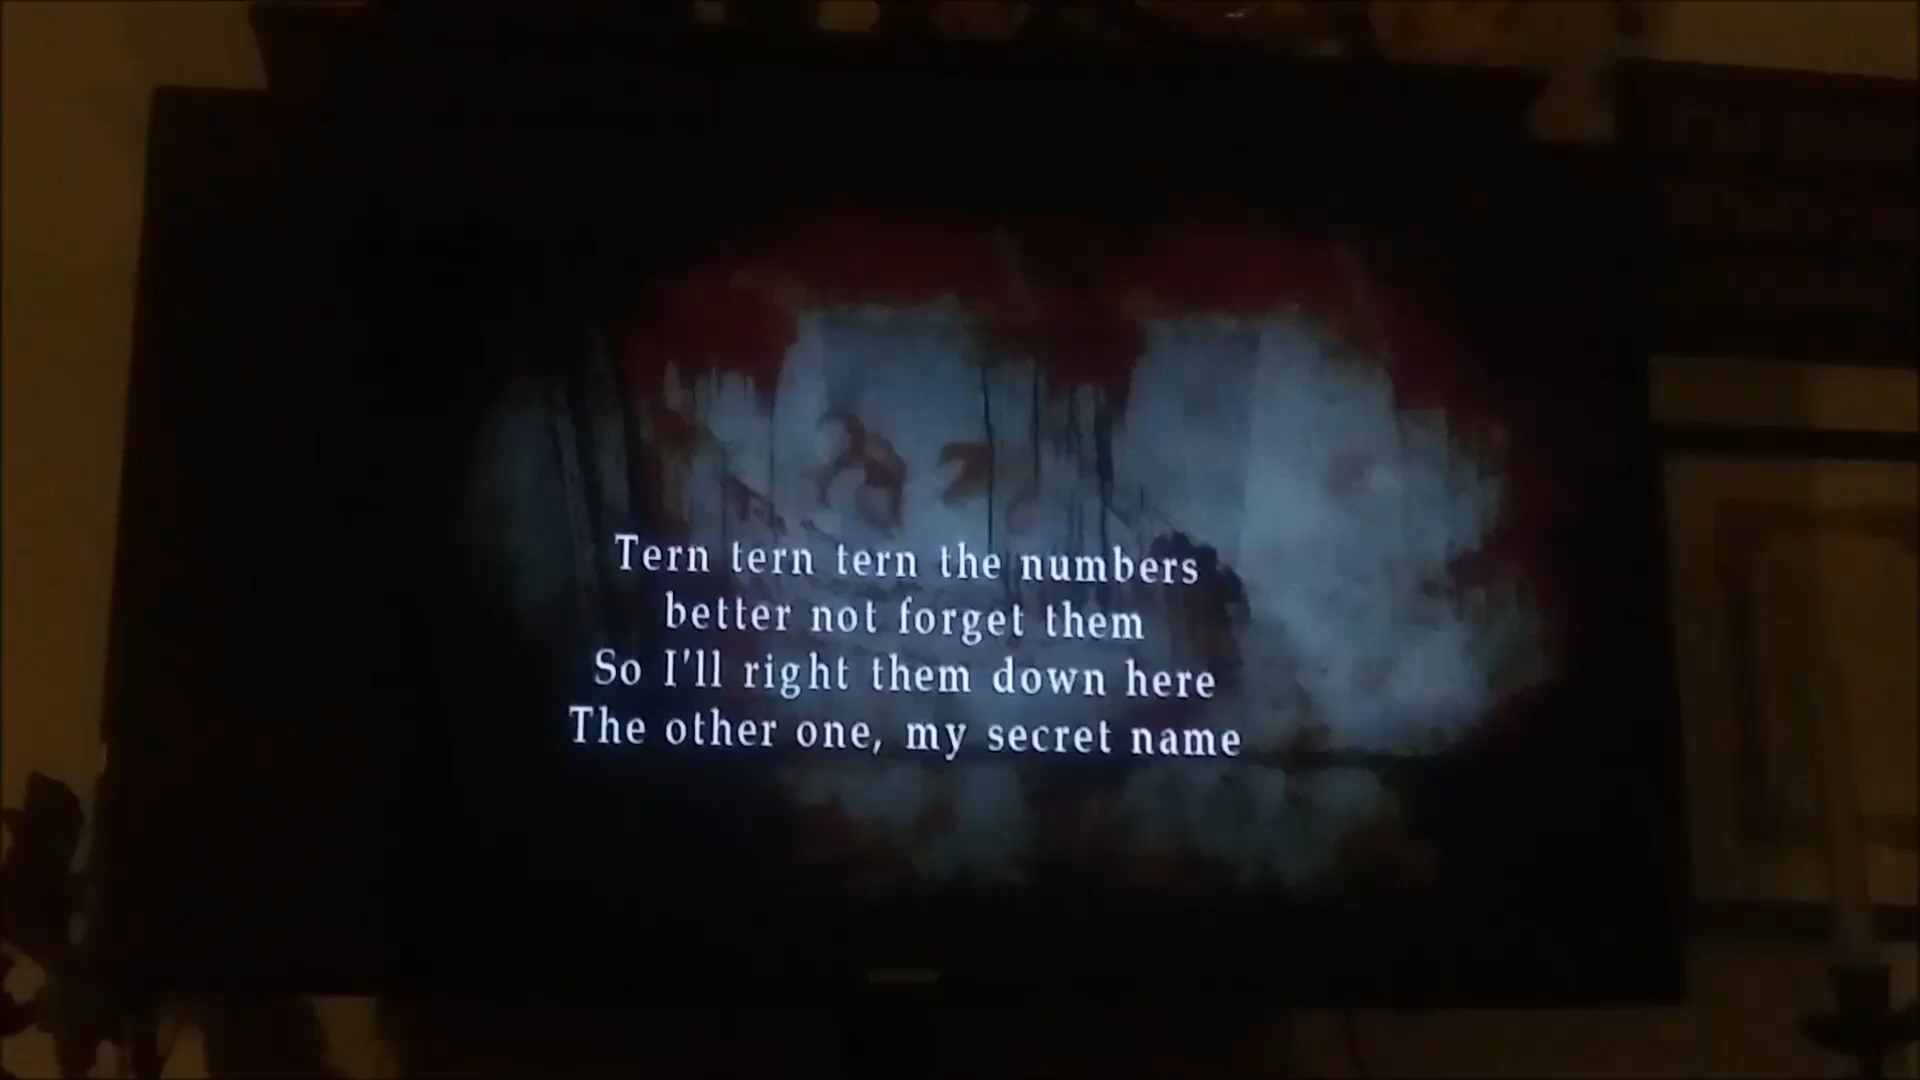 Tern tern tern the numbers
better not forget them
So I'll right them down here
The other one, my secret name